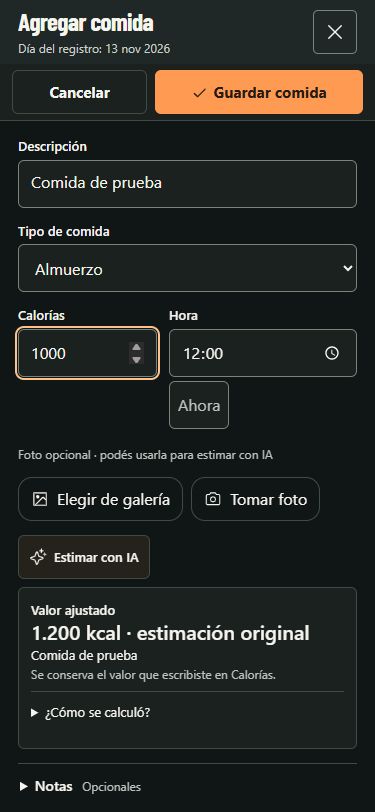 Agregar comida
Día del registro: 13 nov 2026
Cancelar
Guardar comida
Descripción
Comida de prueba
Tipo de comida
Almuerzo
Calorías Hora
1000 12:00
Ahora
Foto opcional · podés usarla para estimar con IA
Elegir de galería Tomar foto
Estimar con IA
Valor ajustado
1.200 kcal · estimación original
Comida de prueba
Se conserva el valor que escribiste en Calorías.
¿Cómo se calculó?
Notas Opcionales